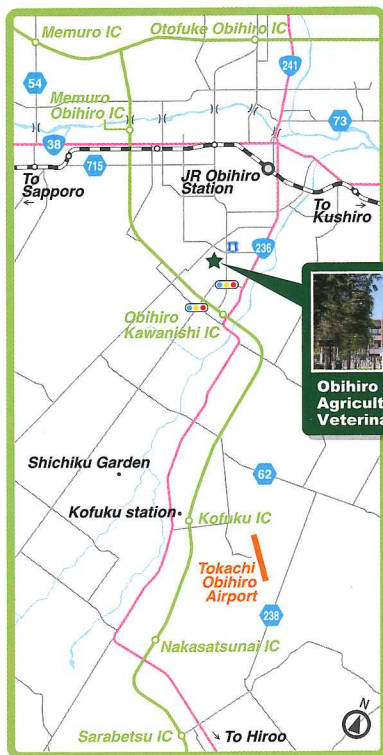 Memuro IC
Otofuke Obihiro IC
241
54
Memuro
Obihiro IC
73
38
715
JR Obihiro
Station
To
Sapporo
To
Kushiro
236
Obihiro
Kawanishi IC
Obihiro
Agricult
Veterina
Shichiku Garden
62
Kofuku station
Kofuku IC
Tokachi
Obihiro
Airport
238
Nakasatsunai IC
N
Sarabetsu IC
To Hiroo